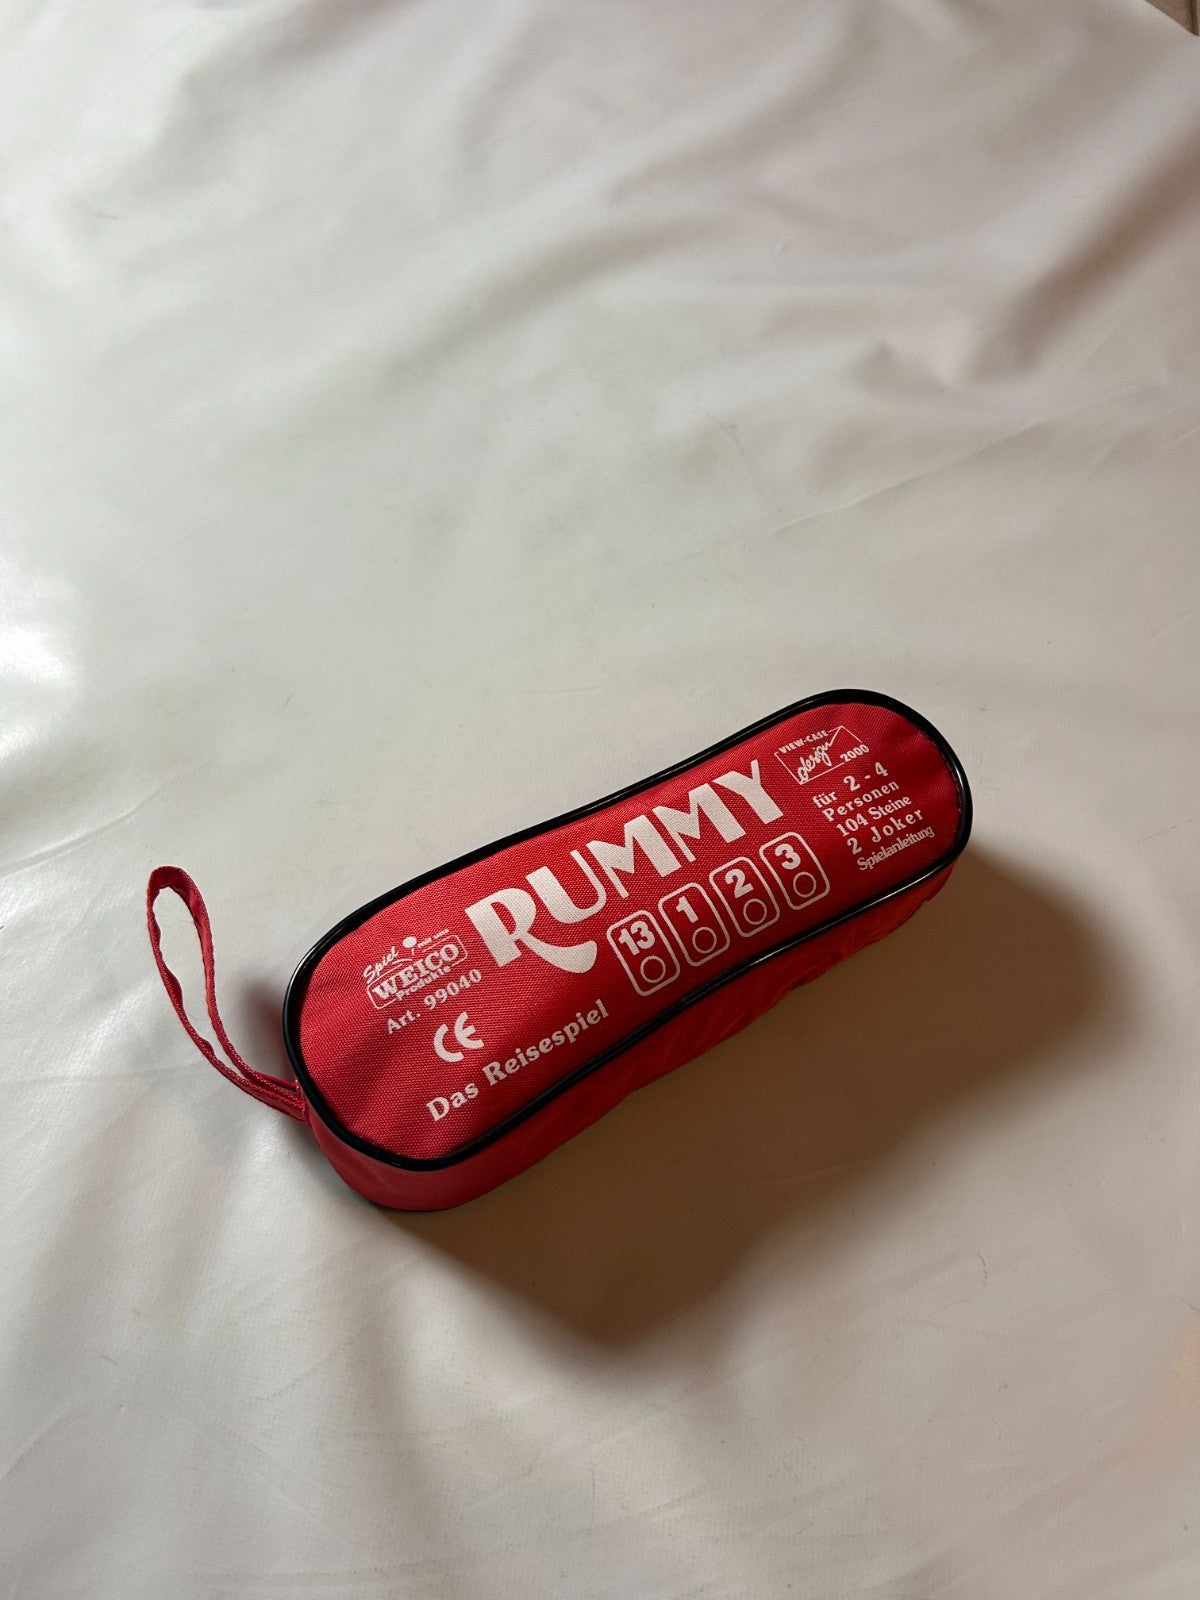 Spiel
WEICO
Produkte
Art. 99040
CE
Das Reisespiel
RUMMY
13 1 2 3
VIEW-CASE
design
2000
für 2 - 4
Personen
104 Steine
2 Joker
Spielanleitung